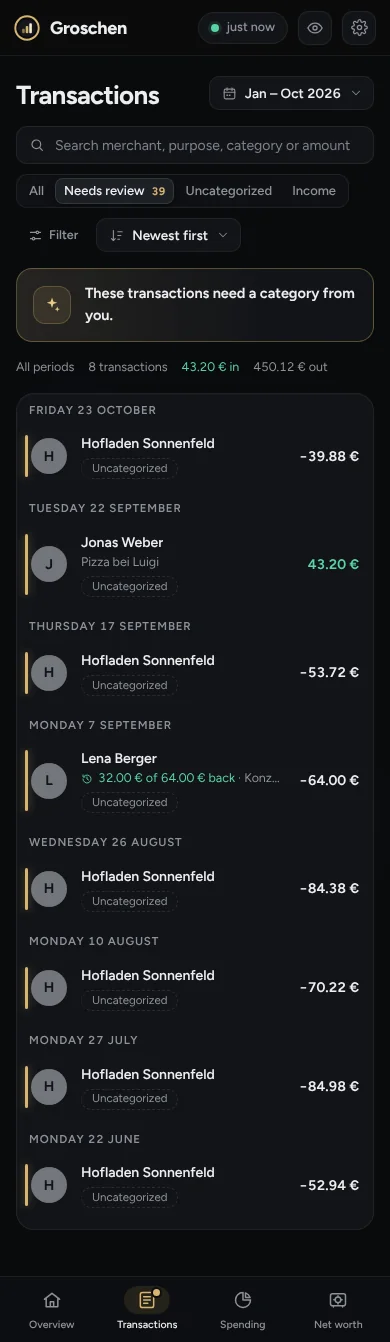 Groschen
just now
Transactions
Jan – Oct 2026
Search merchant, purpose, category or amount
All
Needs review 39
Uncategorized
Income
Filter
Newest first
These transactions need a category from
you.
All periods 8 transactions 43.20 € in 450.12 € out
FRIDAY 23 OCTOBER
H
Hofladen Sonnenfeld
Uncategorized
−39.88 €
TUESDAY 22 SEPTEMBER
J
Jonas Weber
Pizza bei Luigi
Uncategorized
43.20 €
THURSDAY 17 SEPTEMBER
H
Hofladen Sonnenfeld
Uncategorized
−53.72 €
MONDAY 7 SEPTEMBER
L
Lena Berger
32.00 € of 64.00 € back · Konz…
Uncategorized
−64.00 €
WEDNESDAY 26 AUGUST
H
Hofladen Sonnenfeld
Uncategorized
−84.38 €
MONDAY 10 AUGUST
H
Hofladen Sonnenfeld
Uncategorized
−70.22 €
MONDAY 27 JULY
H
Hofladen Sonnenfeld
Uncategorized
−84.98 €
MONDAY 22 JUNE
H
Hofladen Sonnenfeld
Uncategorized
−52.94 €
Overview
Transactions
Spending
Net worth